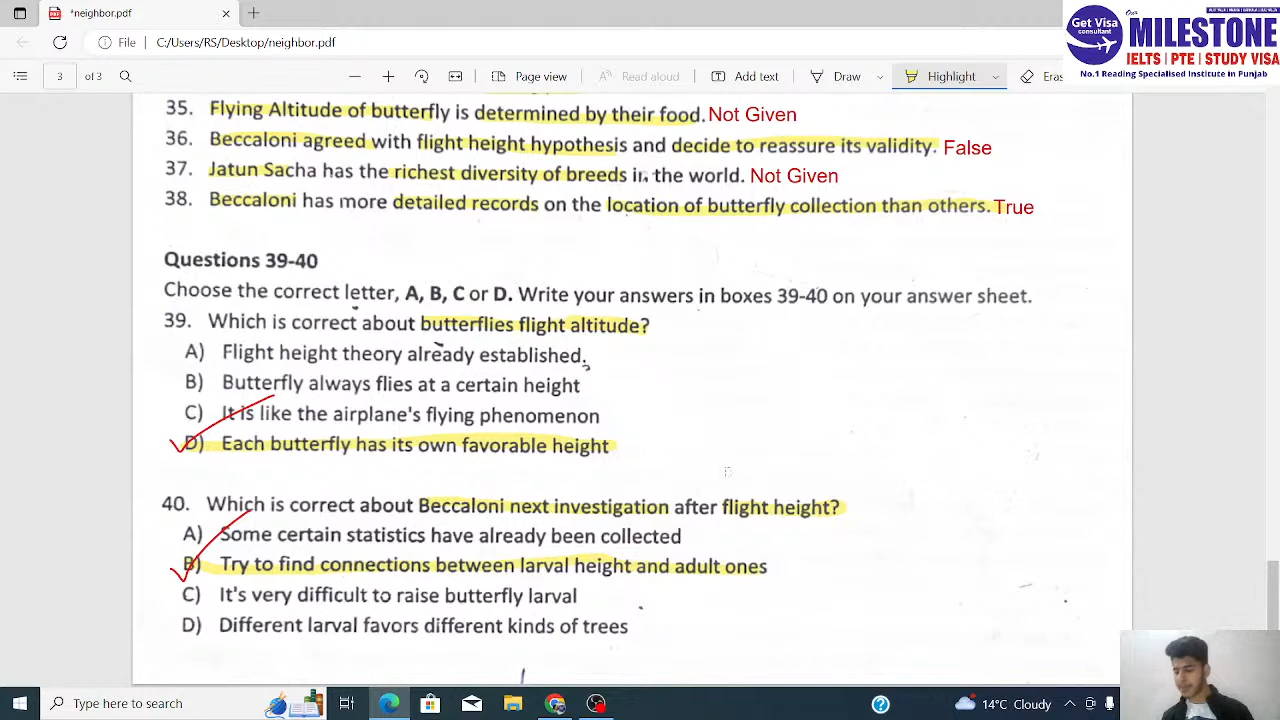 *neighbor.pdf
File
C:/Users/RS/Desktop/neighbor.pdf
Get Visa
consultant
Our
MILESTONE
IELTS | PTE | STUDY VISA
No.1 Reading Specialised Institute in Punjab
3
of 3
Page view
Read aloud
Add text
Draw
Highlight
Eras
35. Flying Altitude of butterfly is determined by their food. Not Given
36. Beccaloni agreed with flight height hypothesis and decide to reassure its validity. False
37. Jatun Sacha has the richest diversity of breeds in the world. Not Given
38. Beccaloni has more detailed records on the location of butterfly collection than others. True
Questions 39-40
Choose the correct letter, A, B, C or D. Write your answers in boxes 39-40 on your answer sheet.
39. Which is correct about butterflies flight altitude?
A) Flight height theory already established.
B) Butterfly always flies at a certain height
C) It is like the airplane's flying phenomenon
D) Each butterfly has its own favorable height
40. Which is correct about Beccaloni next investigation after flight height?
A) Some certain statistics have already been collected
B) Try to find connections between larval height and adult ones
C) It's very difficult to raise butterfly larval
D) Different larval favors different kinds of trees
Type here to search
14°C Cloudy